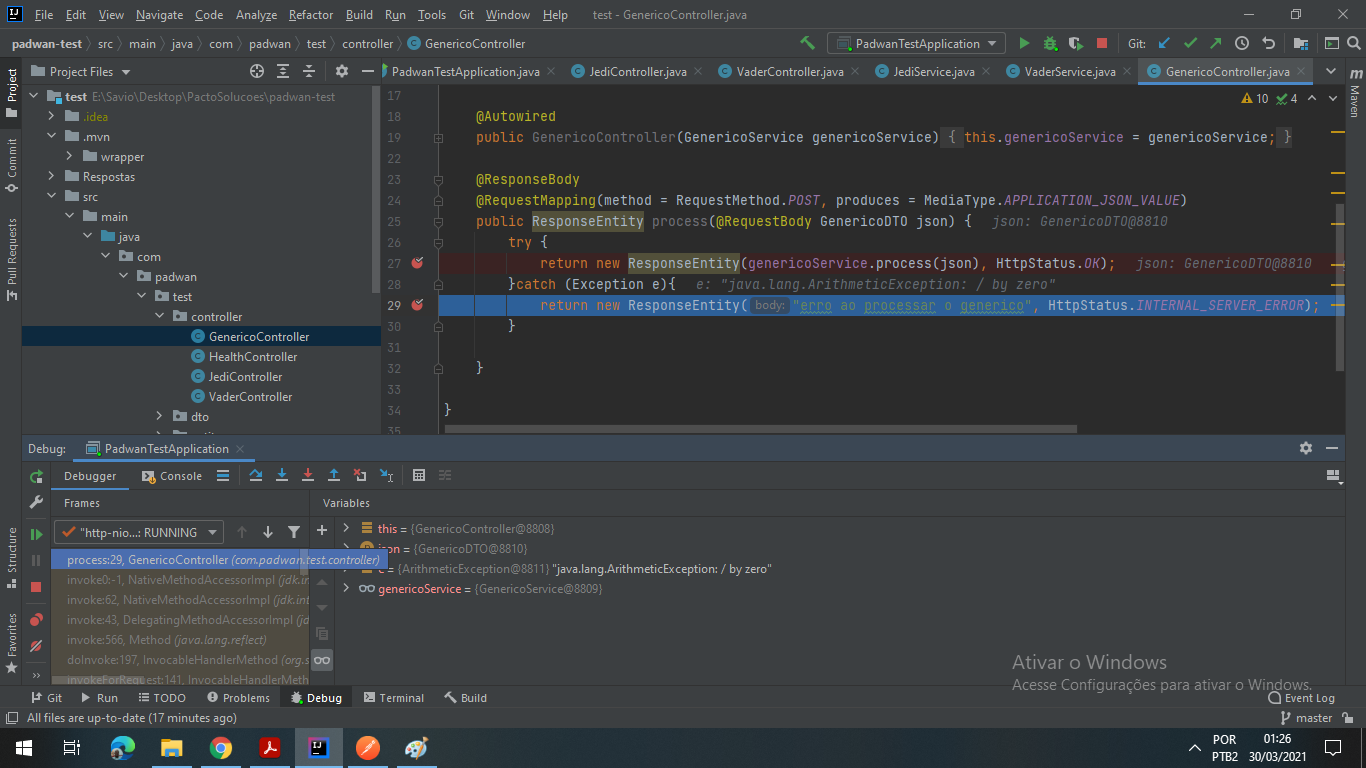 File Edit View Navigate Code Analyze Refactor Build Run Tools Git Window Help test - GenericoController.java
padwan-test src main java com padwan test controller GenericoController PadwanTestApplication Git:
Project Files PadwanTestApplication.java JediController.java VaderController.java JediService.java VaderService.java GenericoController.java
Project
Commit
Pull Requests
Structure
Favorites
Maven
test E:\Savio\Desktop\PactoSolucoes\padwan-test
.idea
.mvn
wrapper
Respostas
src
main
java
com
padwan
test
controller
GenericoController
HealthController
JediController
VaderController
dto
10 4
17
18 @Autowired
19 public GenericoController(GenericoService genericoService) { this.genericoService = genericoService; }
22
23 @ResponseBody
24 @RequestMapping(method = RequestMethod.POST, produces = MediaType.APPLICATION_JSON_VALUE)
25 public ResponseEntity process(@RequestBody GenericoDTO json) { json: GenericoDTO@8810
26 try {
27 return new ResponseEntity(genericoService.process(json), HttpStatus.OK); json: GenericoDTO@8810
28 }catch (Exception e){ e: "java.lang.ArithmeticException: / by zero"
29 return new ResponseEntity( body: "erro ao processar o generico", HttpStatus.INTERNAL_SERVER_ERROR);
30 }
31
32 }
33
34 }
35
Debug: PadwanTestApplication
Debugger Console
Frames Variables
"http-nio...: RUNNING
process:29, GenericoController (com.padwan.test.controller)
invoke0:-1, NativeMethodAccessorImpl (jdk.in
invoke:62, NativeMethodAccessorImpl (jdk.int
invoke:43, DelegatingMethodAccessorImpl (jd
invoke:566, Method (java.lang.reflect)
doInvoke:197, InvocableHandlerMethod (org.s
invokeForRequest:141, InvocableHandlerMeth
this = {GenericoController@8808}
json = {GenericoDTO@8810}
e = {ArithmeticException@8811} "java.lang.ArithmeticException: / by zero"
genericoService = {GenericoService@8809}
Ativar o Windows
Acesse Configurações para ativar o Windows.
Git Run TODO Problems Debug Terminal Build Event Log
All files are up-to-date (17 minutes ago) master
POR
PTB2
01:26
30/03/2021